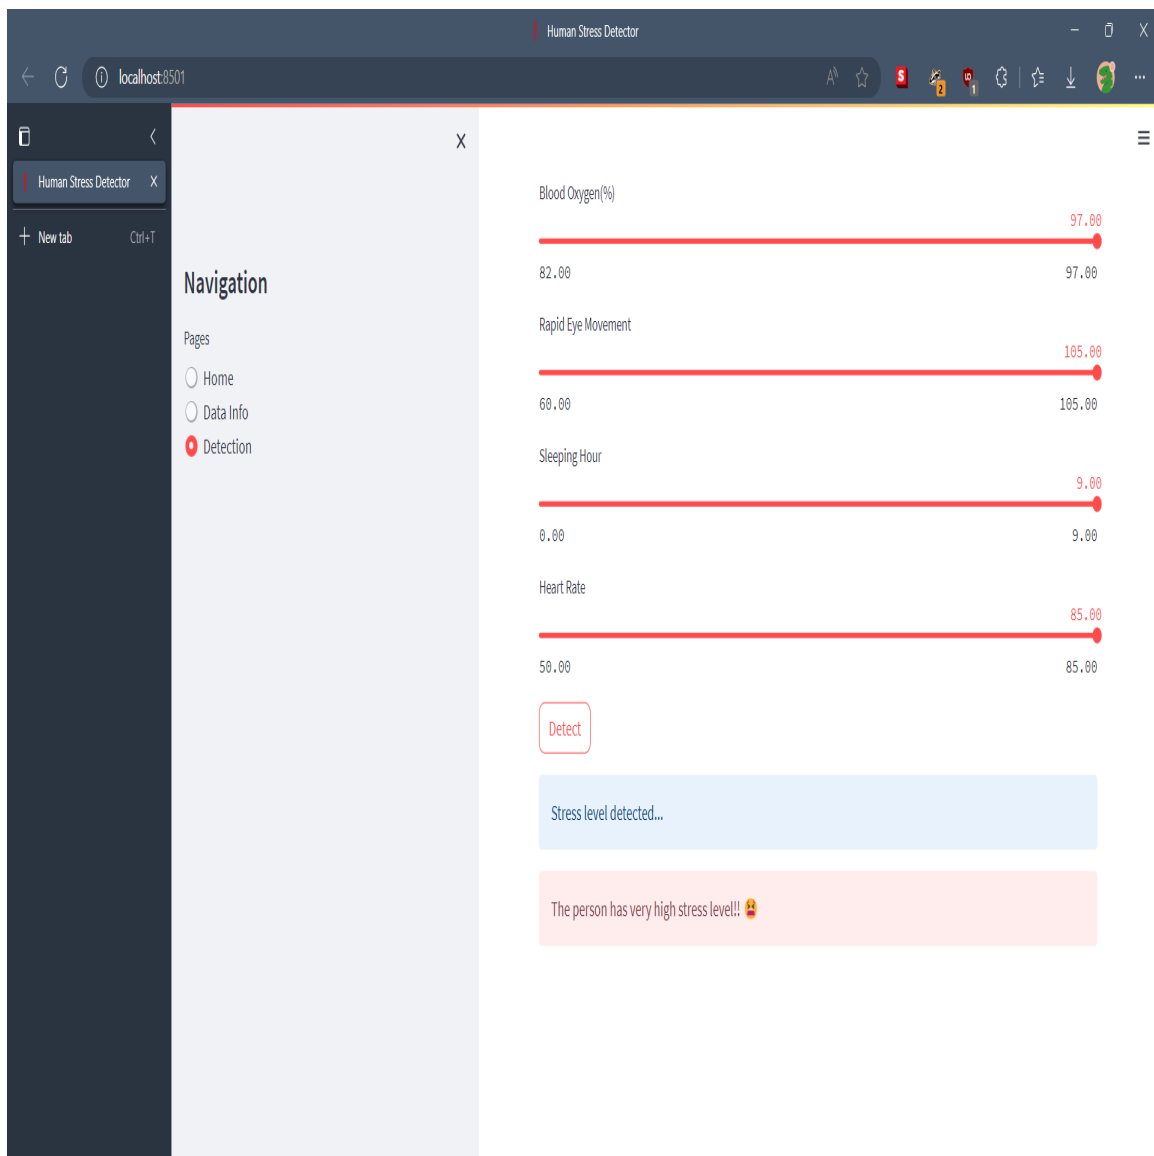 Human Stress Detector
localhost:8501
A
S
2
UD
1
Human Stress Detector
New tab Ctrl+T
Navigation
Pages
Home
Data Info
Detection
Blood Oxygen(%)
97.00
82.00 97.00
Rapid Eye Movement
105.00
60.00 105.00
Sleeping Hour
9.00
0.00 9.00
Heart Rate
85.00
50.00 85.00
Detect
Stress level detected...
The person has very high stress level!! 😫